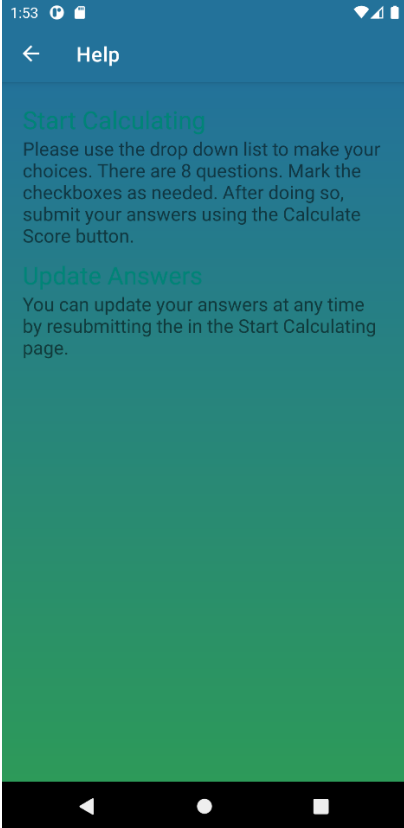 1:53
Help
Start Calculating
Please use the drop down list to make your
choices. There are 8 questions. Mark the
checkboxes as needed. After doing so,
submit your answers using the Calculate
Score button.
Update Answers
You can update your answers at any time
by resubmitting the in the Start Calculating
page.